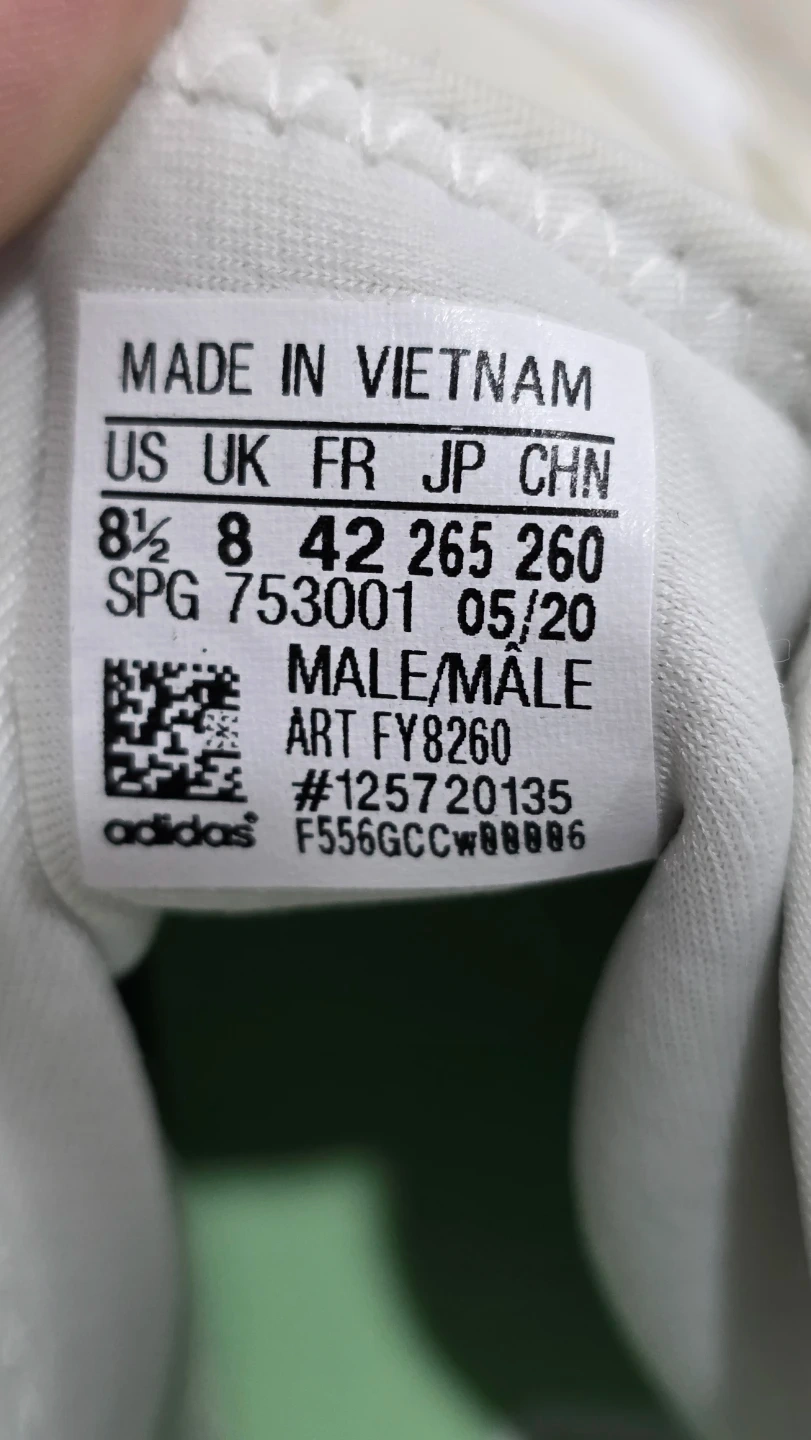 MADE IN VIETNAM
US UK FR JP CHN
8½ 8 42 265 260
SPG 753001 05/20
MALE/MÂLE
ART FY8260
#125720135
adidas®
F556GCCW00006